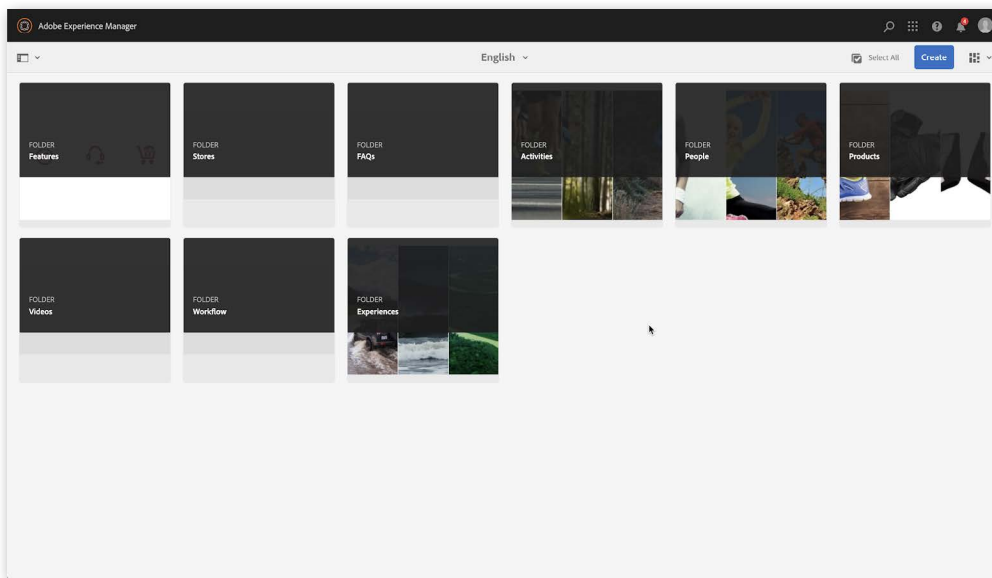 Adobe Experience Manager
4
English
Select All
Create
FOLDER
Features
FOLDER
Stores
FOLDER
FAQs
FOLDER
Activities
FOLDER
People
FOLDER
Products
FOLDER
Videos
FOLDER
Workflow
FOLDER
Experiences